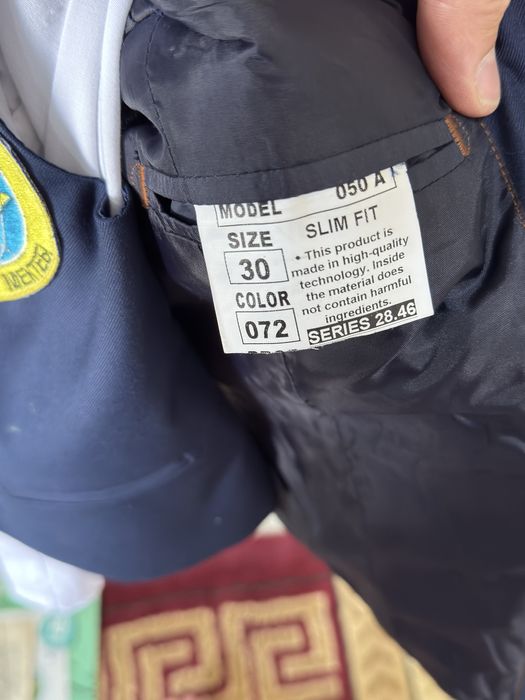 MODEL 050 A
SLIM FIT
SIZE
30
COLOR
072
• This product is
made in high-quality
technology. Inside
the material does
not contain harmful
ingredients.
SERIES 28.46